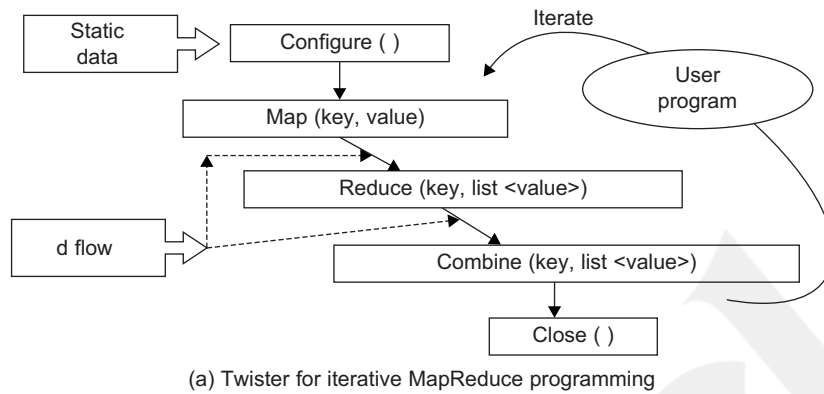 Static
data
Configure ( )
Iterate
User
program
Map (key, value)
Reduce (key, list <value>)
d flow
Combine (key, list <value>)
Close ( )
(a) Twister for iterative MapReduce programming